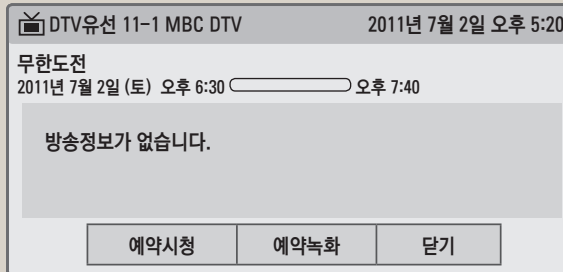 DTV유선 11-1 MBC DTV 2011년 7월 2일 오후 5:20
무한도전
2011년 7월 2일 (토) 오후 6:30 오후 7:40
방송정보가 없습니다.
예약시청 예약녹화 닫기